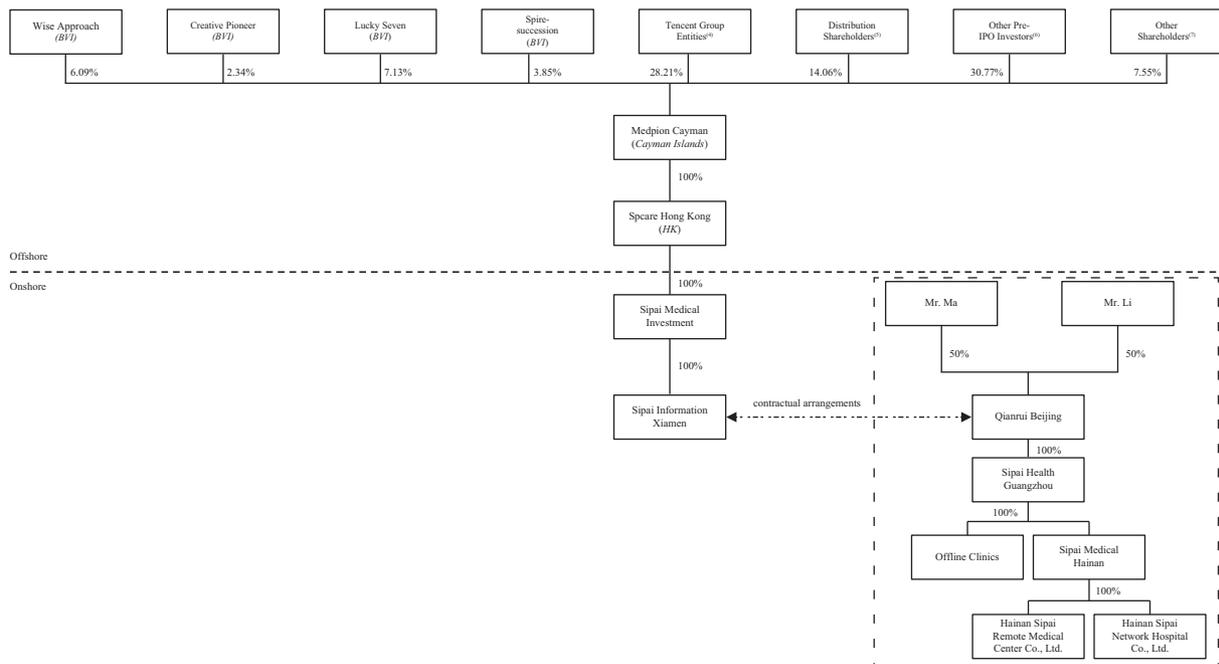 Wise Approach
(BVI)
Creative Pioneer
(BVI)
Lucky Seven
(BVI)
Spire-
succession
(BVI)
Tencent Group
Entities(4)
Distribution
Shareholders(5)
Other Pre-
IPO Investors(6)
Other
Shareholders(7)
6.09%
2.34%
7.13%
3.85%
28.21%
14.06%
30.77%
7.55%
Medpion Cayman
(Cayman Islands)
100%
Spcare Hong Kong
(HK)
Offshore
Onshore
100%
Sipai Medical
Investment
100%
Sipai Information
Xiamen
contractual arrangements
Mr. Ma
Mr. Li
50%
50%
Qianrui Beijing
100%
Sipai Health
Guangzhou
100%
Offline Clinics
Sipai Medical
Hainan
100%
Hainan Sipai
Remote Medical
Center Co., Ltd.
Hainan Sipai
Network Hospital
Co., Ltd.